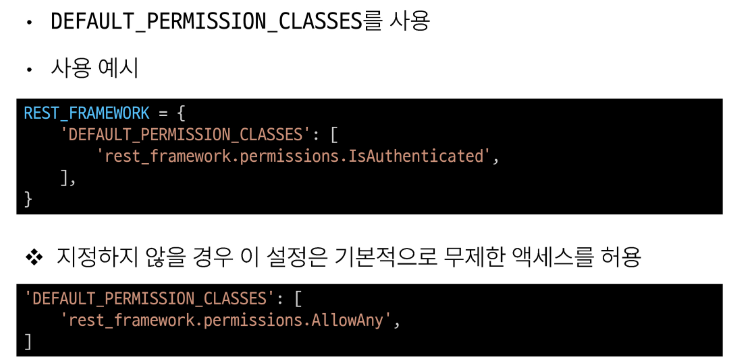 • DEFAULT_PERMISSION_CLASSES를 사용
• 사용 예시
REST_FRAMEWORK = {
    'DEFAULT_PERMISSION_CLASSES': [
        'rest_framework.permissions.IsAuthenticated',
    ],
}
❖ 지정하지 않을 경우 이 설정은 기본적으로 무제한 액세스를 허용
'DEFAULT_PERMISSION_CLASSES': [
    'rest_framework.permissions.AllowAny',
]